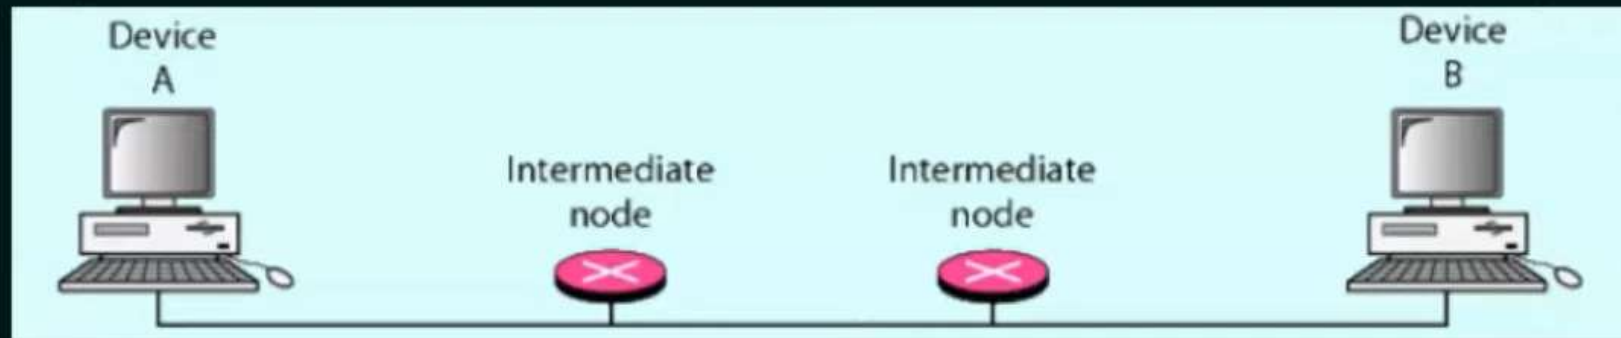 Device
A
Device
B
Intermediate
node
Intermediate
node